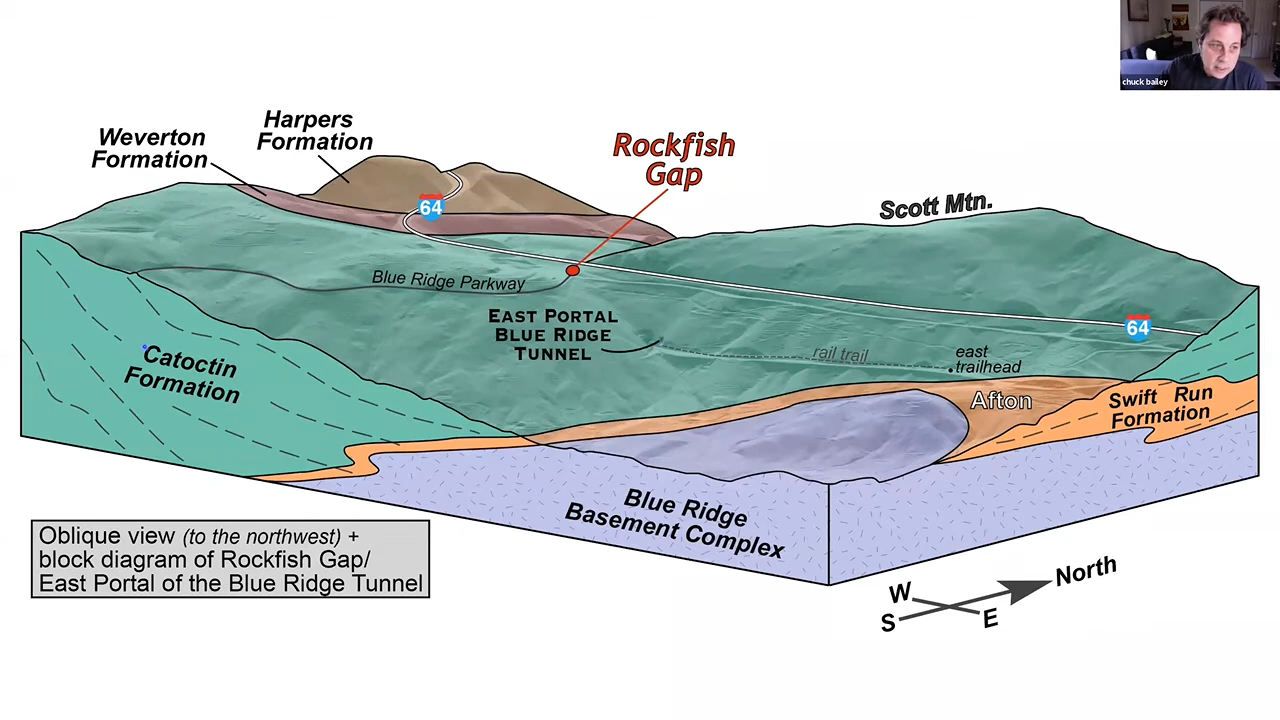 chuck bailey
Harpers
Formation
Weverton
Formation
Rockfish
Gap
64
Scott Mtn.
Blue Ridge Parkway
EAST PORTAL
BLUE RIDGE
TUNNEL
64
rail trail
east
trailhead
Catoctin
Formation
Afton
Swift Run
Formation
Blue Ridge
Basement Complex
Oblique view (to the northwest) +
block diagram of Rockfish Gap/
East Portal of the Blue Ridge Tunnel
North
W
S
E